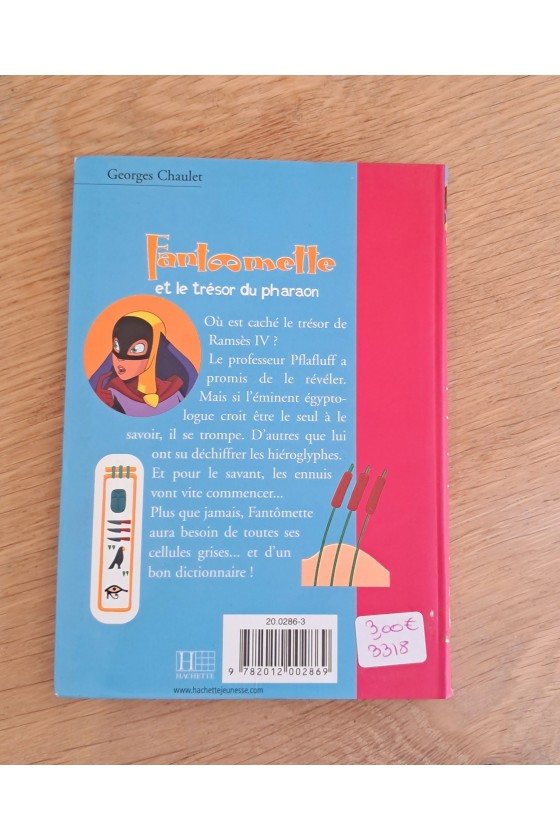 Georges Chaulet
Fantômette
et le trésor du pharaon
Où est caché le trésor de
Ramsès IV ?
Le professeur Pflafluff a
promis de le révéler.
Mais si l'éminent égypto-
logue croit être le seul à le
savoir, il se trompe. D'autres que lui
ont su déchiffrer les hiéroglyphes.
Et pour le savant, les ennuis
vont vite commencer...
Plus que jamais, Fantômette
aura besoin de toutes ses
cellules grises... et d'un
bon dictionnaire !
20.0286-3
9 782012 002869
H
HACHETTE
www.hachettejeunesse.com
3,00€
3318